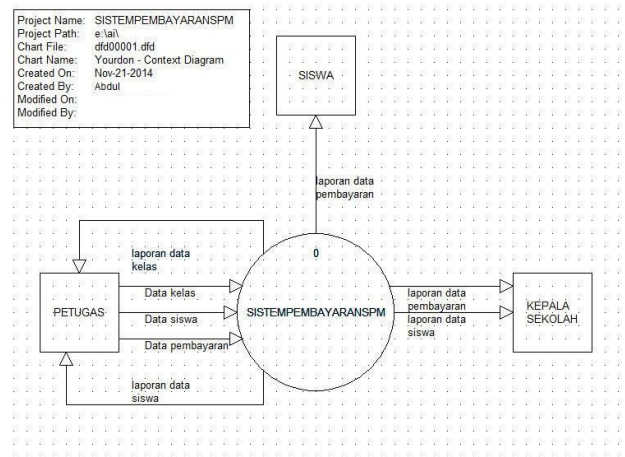 Project Name: SISTEMPEMBAYARANSPM
Project Path: e:\ai\
Chart File: dfd00001.dfd
Chart Name: Yourdon - Context Diagram
Created On: Nov-21-2014
Created By: Abdul
Modified On:
Modified By:
SISWA
laporan data
pembayaran
0
SISTEMPEMBAYARANSPM
laporan data
kelas
PETUGAS
Data kelas
Data siswa
Data pembayaran
laporan data
siswa
laporan data
pembayaran
laporan data
siswa
KEPALA
SEKOLAH